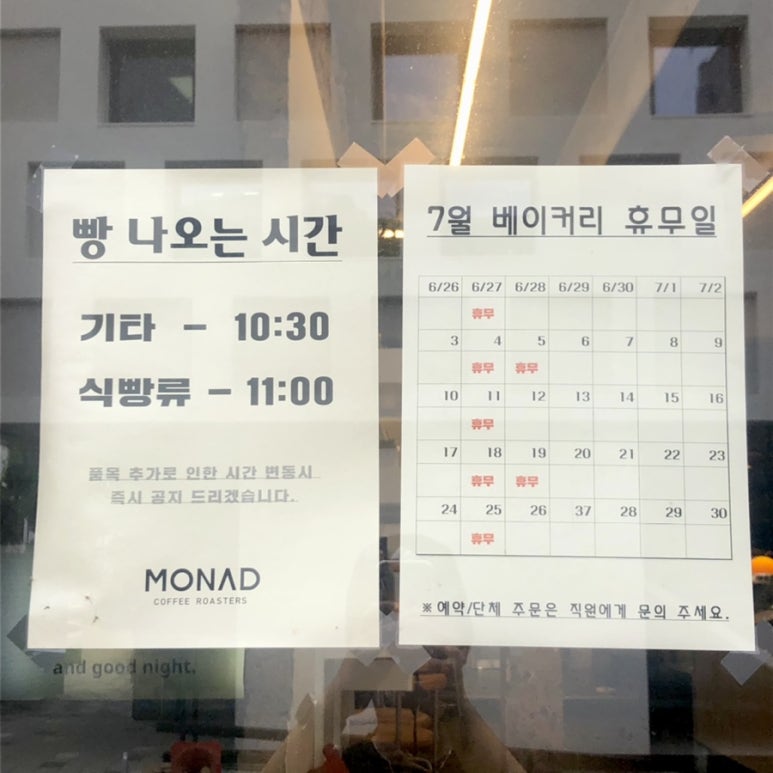 빵 나오는 시간
기타 - 10:30
식빵류 - 11:00
품목 추가로 인한 시간 변동시
즉시 공지 드리겠습니다.
MONAD
COFFEE ROASTERS
7월 베이커리 휴무일
6/26 6/27 6/28 6/29 6/30 7/1 7/2
휴무
3 4 5 6 7 8 9
휴무 휴무
10 11 12 13 14 15 16
휴무
17 18 19 20 21 22 23
휴무 휴무
24 25 26 37 28 29 30
휴무
※ 예약/단체 주문은 직원에게 문의 주세요.
and good night.